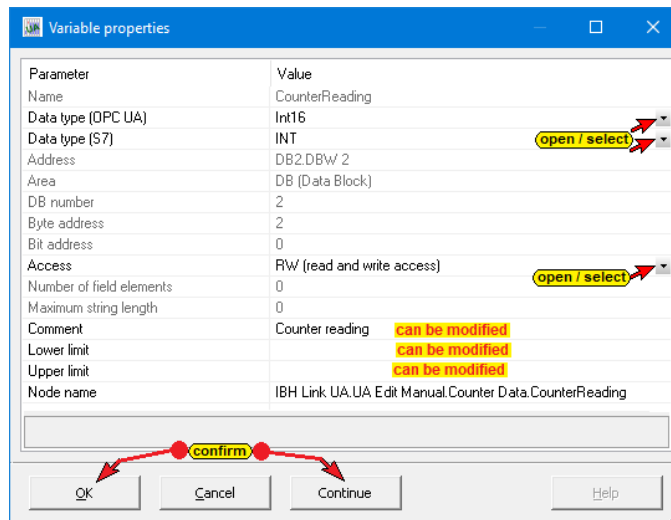 Variable properties
Parameter Value
Name CounterReading
Data type (OPC UA) Int16
Data type (S7) INT open / select
Address DB2.DBW 2
Area DB (Data Block)
DB number 2
Byte address 2
Bit address 0
Access RW (read and write access) open / select
Number of field elements 0
Maximum string length 0
Comment Counter reading can be modified
Lower limit can be modified
Upper limit can be modified
Node name IBH Link UA.UA Edit Manual.Counter Data.CounterReading
confirm
OK Cancel Continue Help